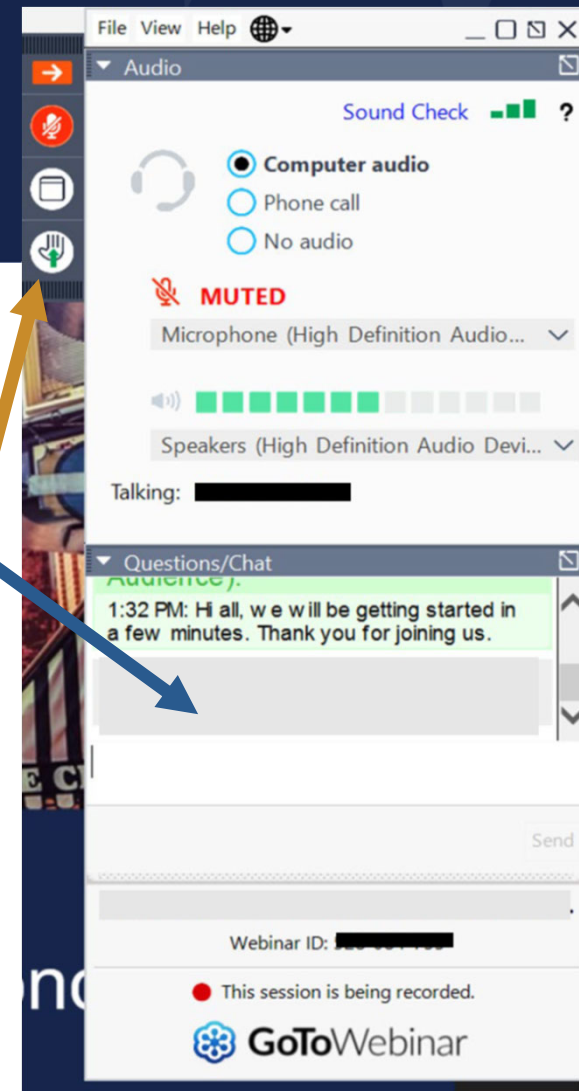 File View Help
Audio
Sound Check ?
Computer audio
Phone call
No audio
MUTED
Microphone (High Definition Audio...
Speakers (High Definition Audio Devi...
Talking:
Questions/Chat
Audience):
1:32 PM: Hi all, we will be getting started in
a few minutes. Thank you for joining us.
Send
Webinar ID:
This session is being recorded.
GoToWebinar